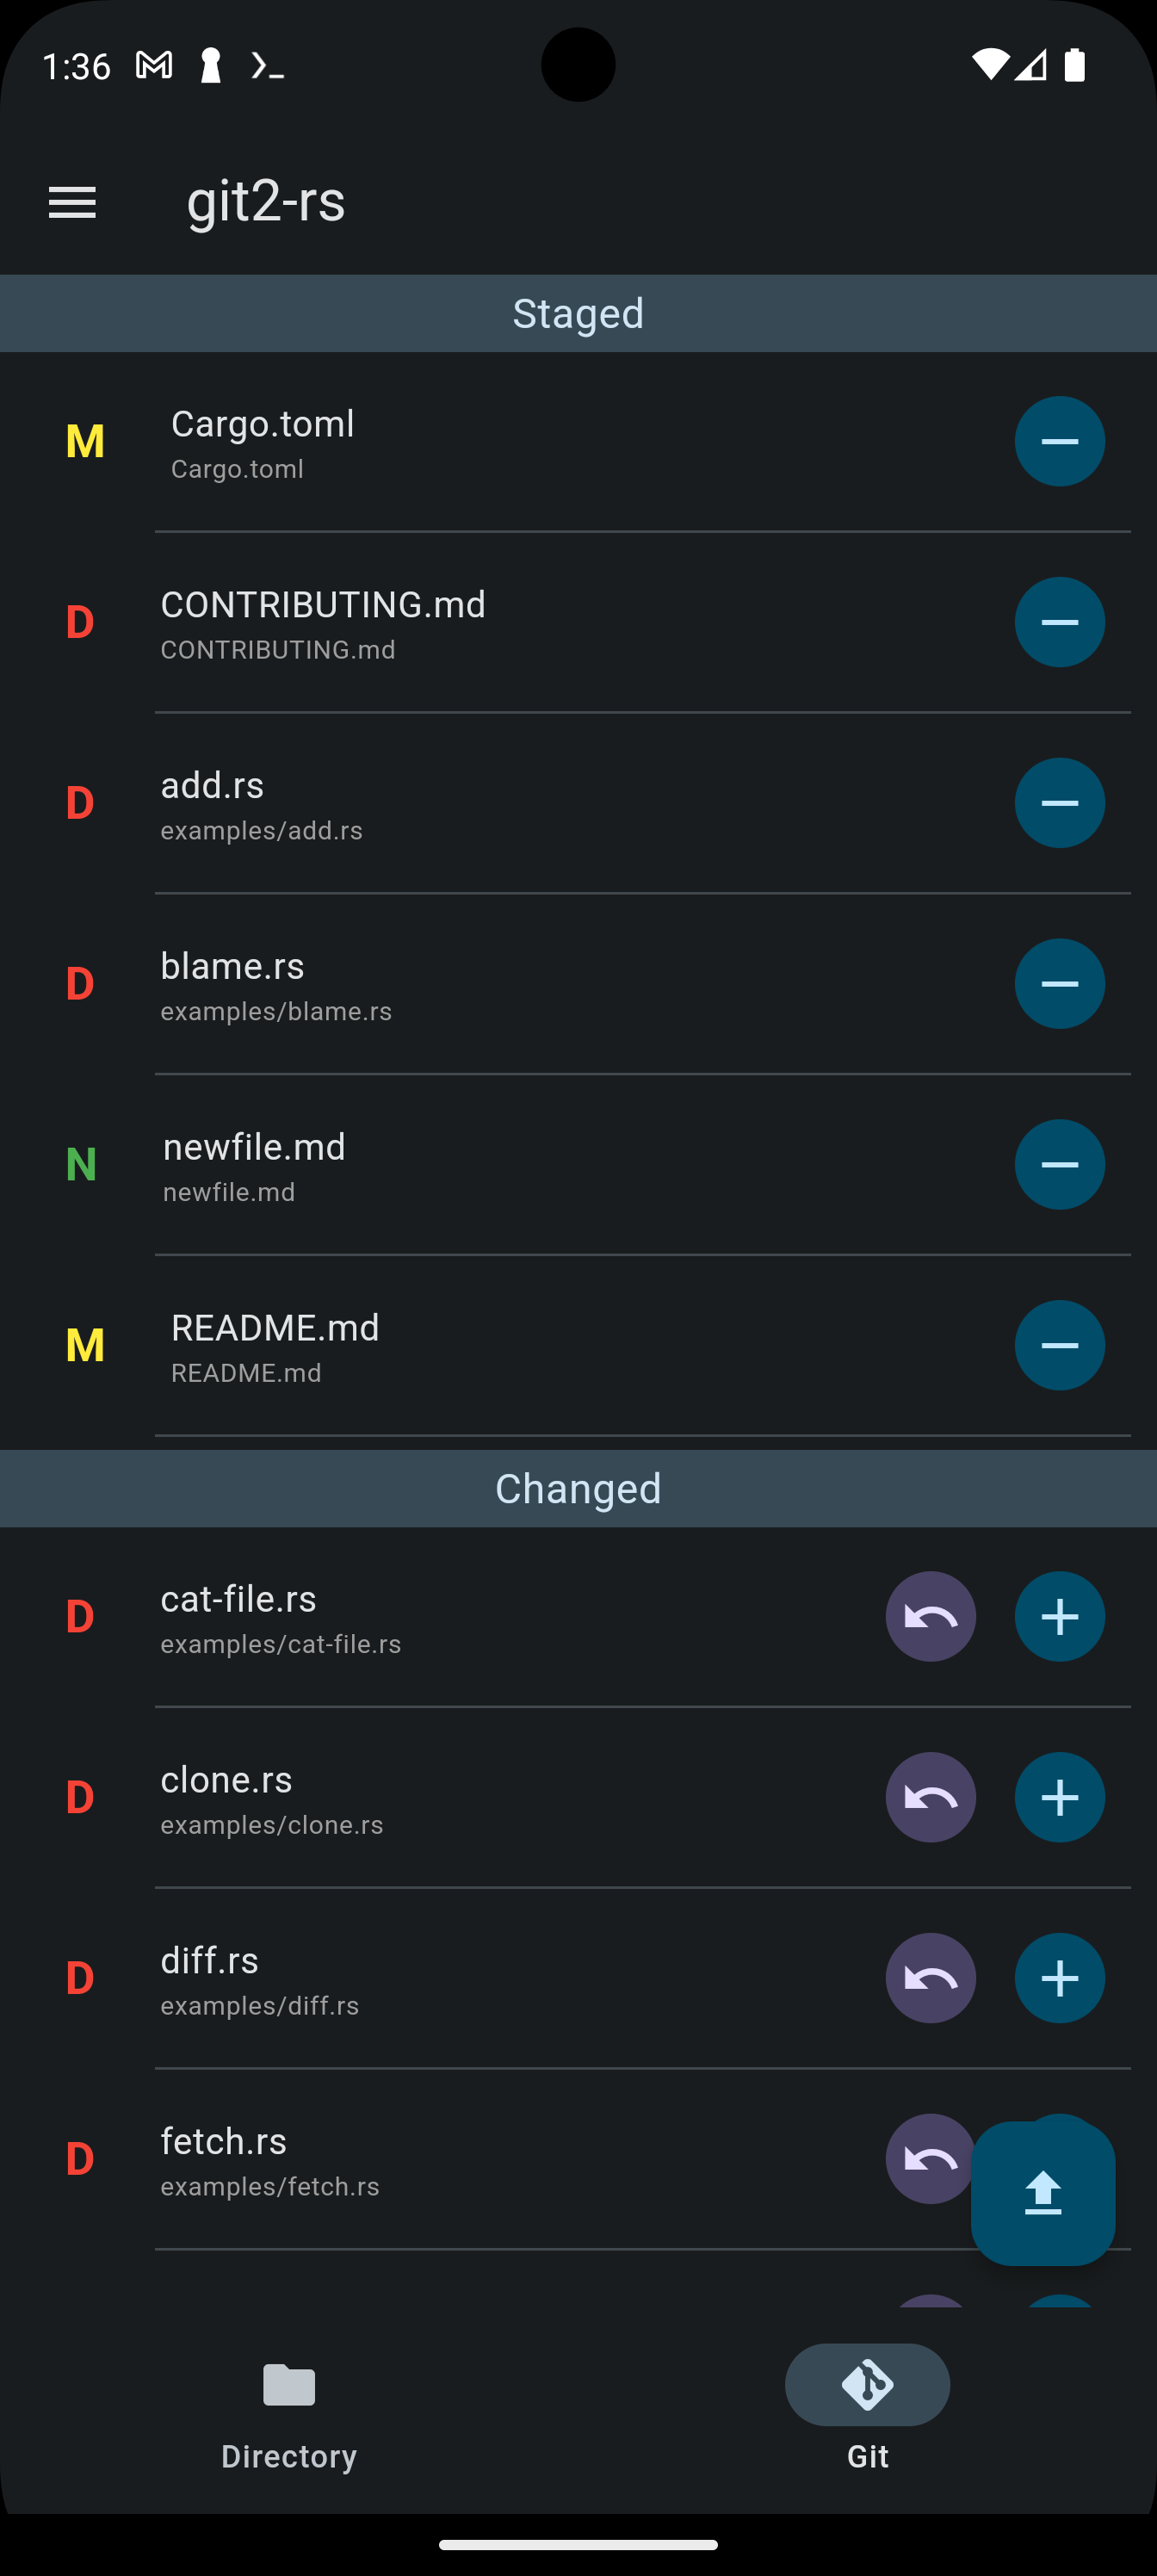 1:36
git2-rs
Staged
M
Cargo.toml
Cargo.toml
D
CONTRIBUTING.md
CONTRIBUTING.md
D
add.rs
examples/add.rs
D
blame.rs
examples/blame.rs
N
newfile.md
newfile.md
M
README.md
README.md
Changed
D
cat-file.rs
examples/cat-file.rs
D
clone.rs
examples/clone.rs
D
diff.rs
examples/diff.rs
D
fetch.rs
examples/fetch.rs
Directory
Git